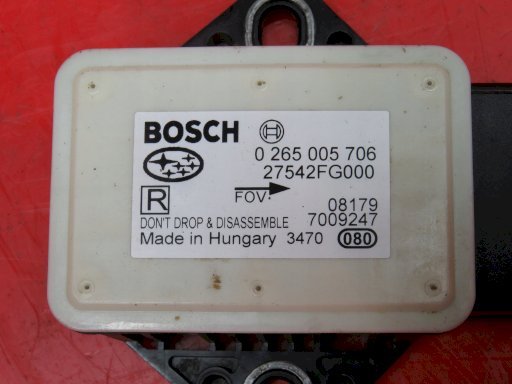 BOSCH
0 265 005 706
27542FG000
R
FOV:
08179
DON'T DROP & DISASSEMBLE 7009247
Made in Hungary 3470 080